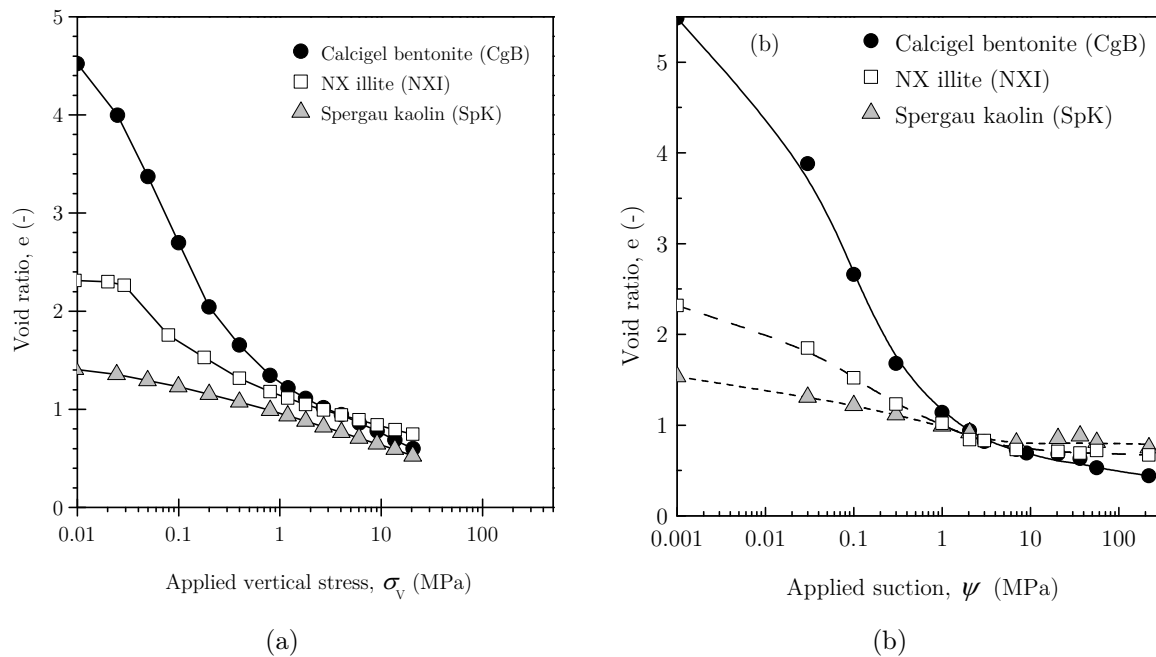 5
4
3
2
1
0
0.01
0.1
1
10
100
Void ratio, e (-)
Applied vertical stress, σv (MPa)
Calcigel bentonite (CgB)
NX illite (NXI)
Spergau kaolin (SpK)
(a)
(b)
Calcigel bentonite (CgB)
NX illite (NXI)
Spergau kaolin (SpK)
5
4
3
2
1
0
0.001
0.01
0.1
1
10
100
Void ratio, e (-)
Applied suction, ψ (MPa)
(b)